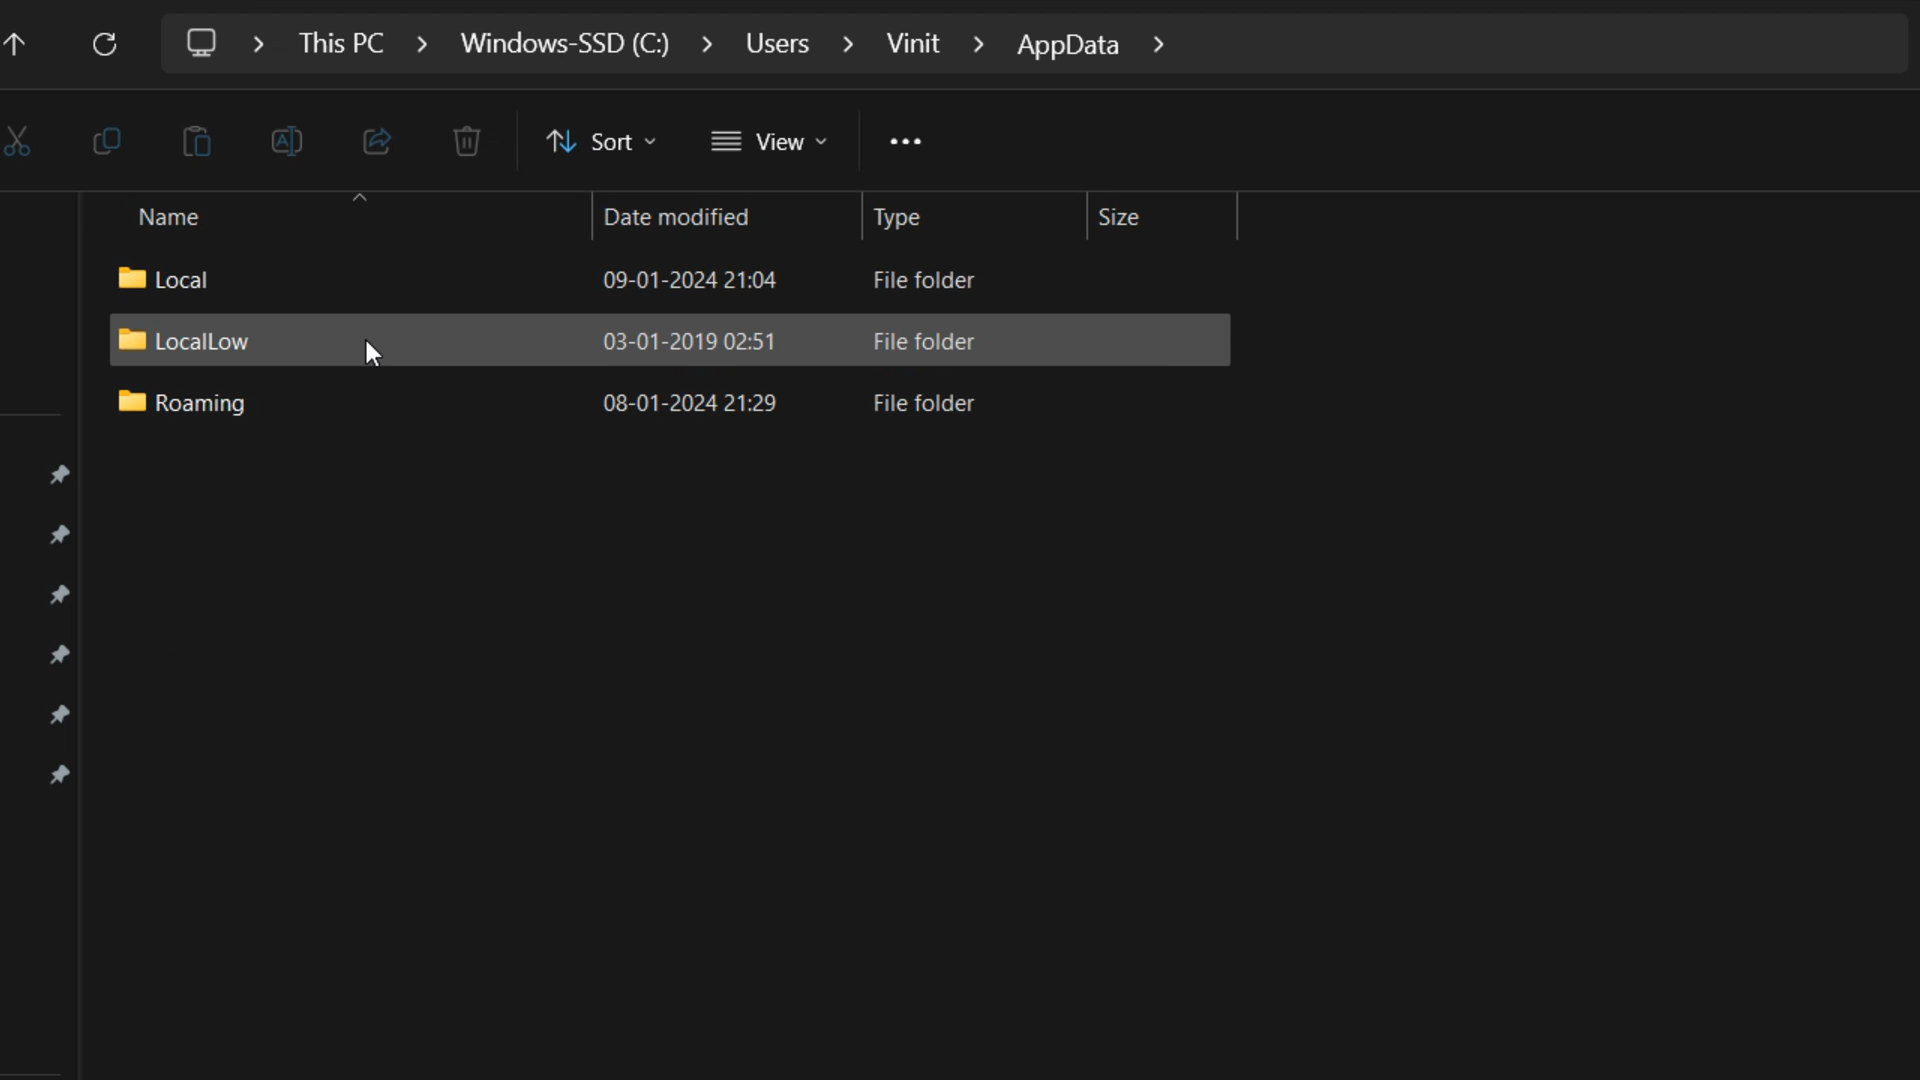 This PC > Windows-SSD (C:) > Users > Vinit > AppData >
Sort View •••
Name Date modified Type Size
Local 09-01-2024 21:04 File folder
LocalLow 03-01-2019 02:51 File folder
Roaming 08-01-2024 21:29 File folder